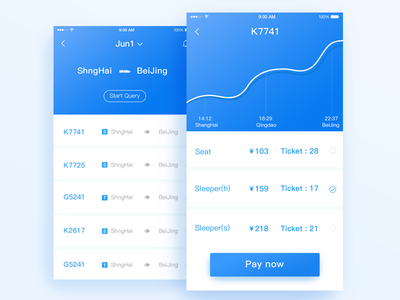 9:00 AM 100%
Jun1
ShngHai BeiJing
Start Query
K7741 S ShngHai BeiJing
K7725 S ShngHai BeiJing
G5241 T ShngHai BeiJing
K2617 S ShngHai BeiJing
G5241 T ShngHai BeiJing
9:00 AM 100%
K7741
14:12 18:29 22:37
ShangHai Qingdao BeiJing
Seat ¥ 103 Ticket : 28
Sleeper(h) ¥ 159 Ticket : 17
Sleeper(s) ¥ 218 Ticket : 21
Pay now